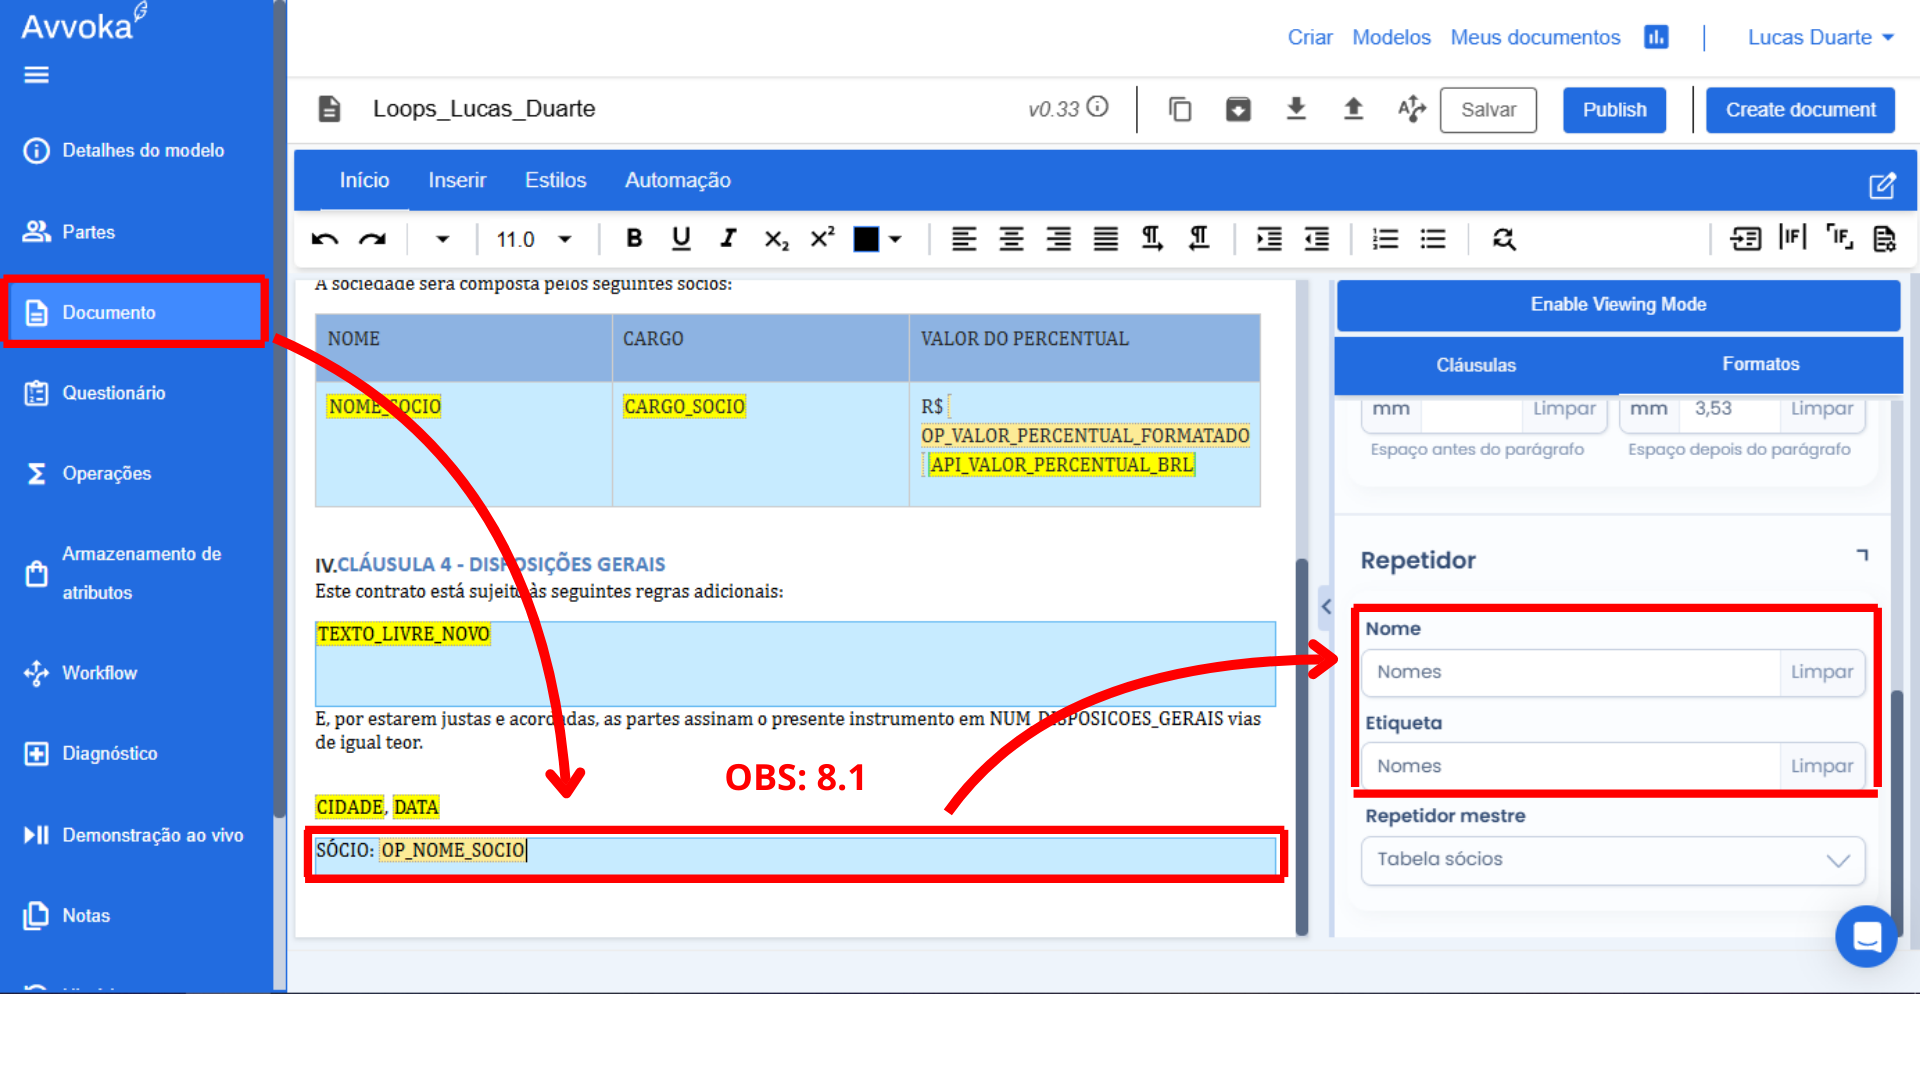 Avvoka
Detalhes do modelo
Partes
Documento
Questionário
Operações
Armazenamento de
atributos
Workflow
Diagnóstico
Demonstração ao vivo
Notas
Criar Modelos Meus documentos Lucas Duarte
Loops_Lucas_Duarte v0.33 Salvar Publish Create document
Início Inserir Estilos Automação
11.0 B U I X₂ X² IF IF
A sociedade será composta pelos seguintes sócios:
NOME CARGO VALOR DO PERCENTUAL
NOME_SOCIO CARGO_SOCIO R$
OP_VALOR_PERCENTUAL_FORMATADO
API_VALOR_PERCENTUAL_BRL
IV.CLÁUSULA 4 - DISPOSIÇÕES GERAIS
Este contrato está sujeito às seguintes regras adicionais:
TEXTO_LIVRE_NOVO
E, por estarem justas e acordadas, as partes assinam o presente instrumento em NUM_DISPOSICOES_GERAIS vias
de igual teor.
OBS: 8.1
CIDADE, DATA
SÓCIO: OP_NOME_SOCIO
Enable Viewing Mode
Cláusulas Formatos
mm Limpar mm 3,53 Limpar
Espaço antes do parágrafo Espaço depois do parágrafo
Repetidor
Nome
Nomes Limpar
Etiqueta
Nomes Limpar
Repetidor mestre
Tabela sócios